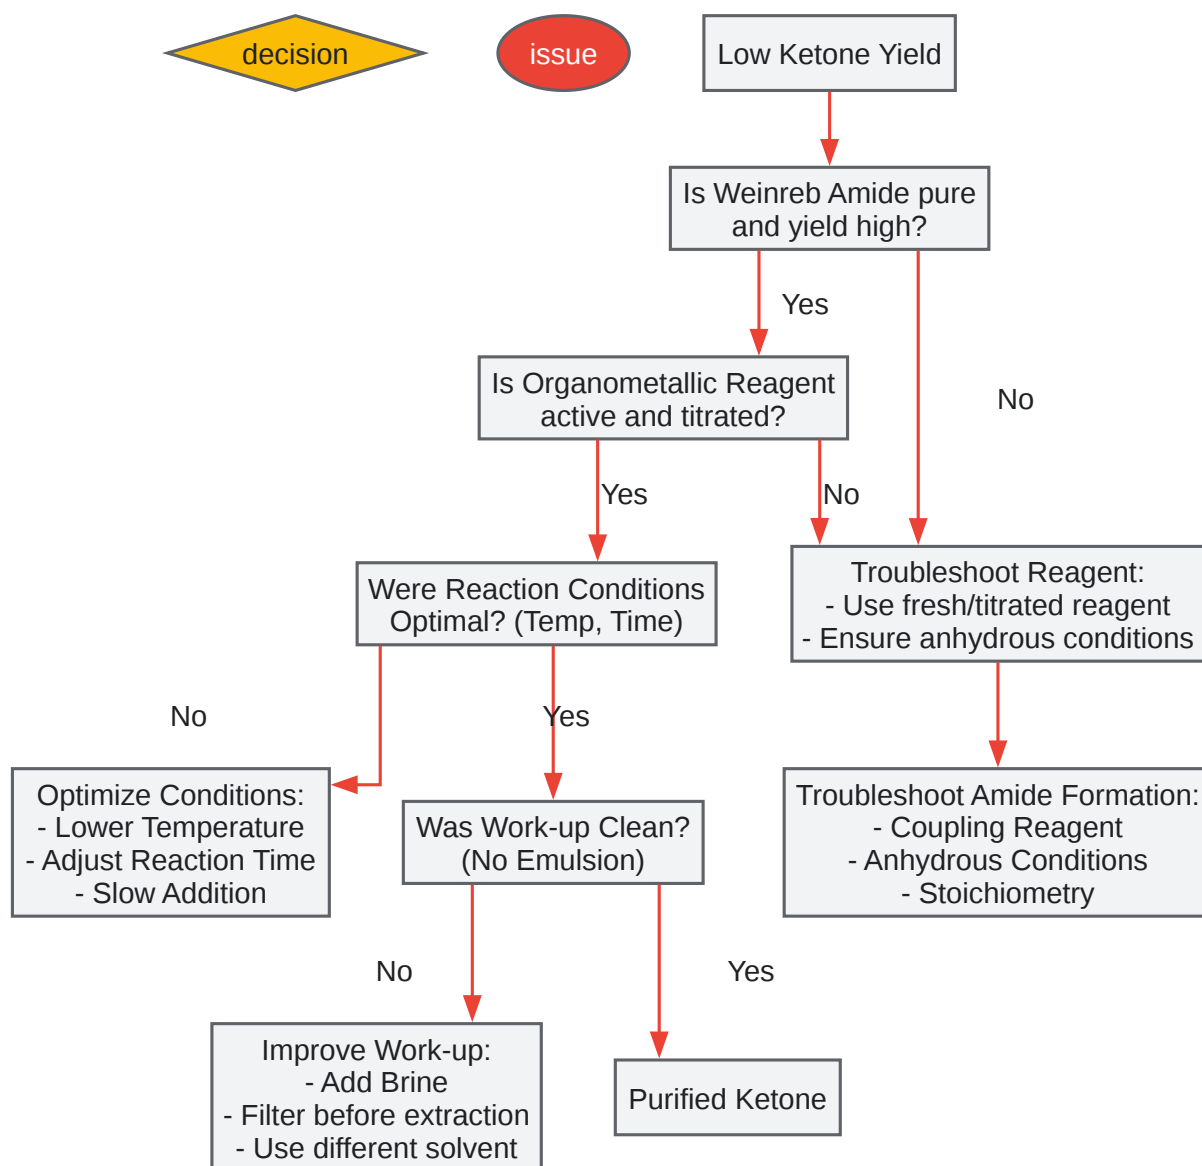 decision
issue
Low Ketone Yield
Is Weinreb Amide pure
and yield high?
Yes
No
Is Organometallic Reagent
active and titrated?
Yes
No
Were Reaction Conditions
Optimal? (Temp, Time)
Troubleshoot Reagent:
- Use fresh/titrated reagent
- Ensure anhydrous conditions
No
Yes
Optimize Conditions:
- Lower Temperature
- Adjust Reaction Time
- Slow Addition
Was Work-up Clean?
(No Emulsion)
Troubleshoot Amide Formation:
- Coupling Reagent
- Anhydrous Conditions
- Stoichiometry
No
Yes
Improve Work-up:
- Add Brine
- Filter before extraction
- Use different solvent
Purified Ketone